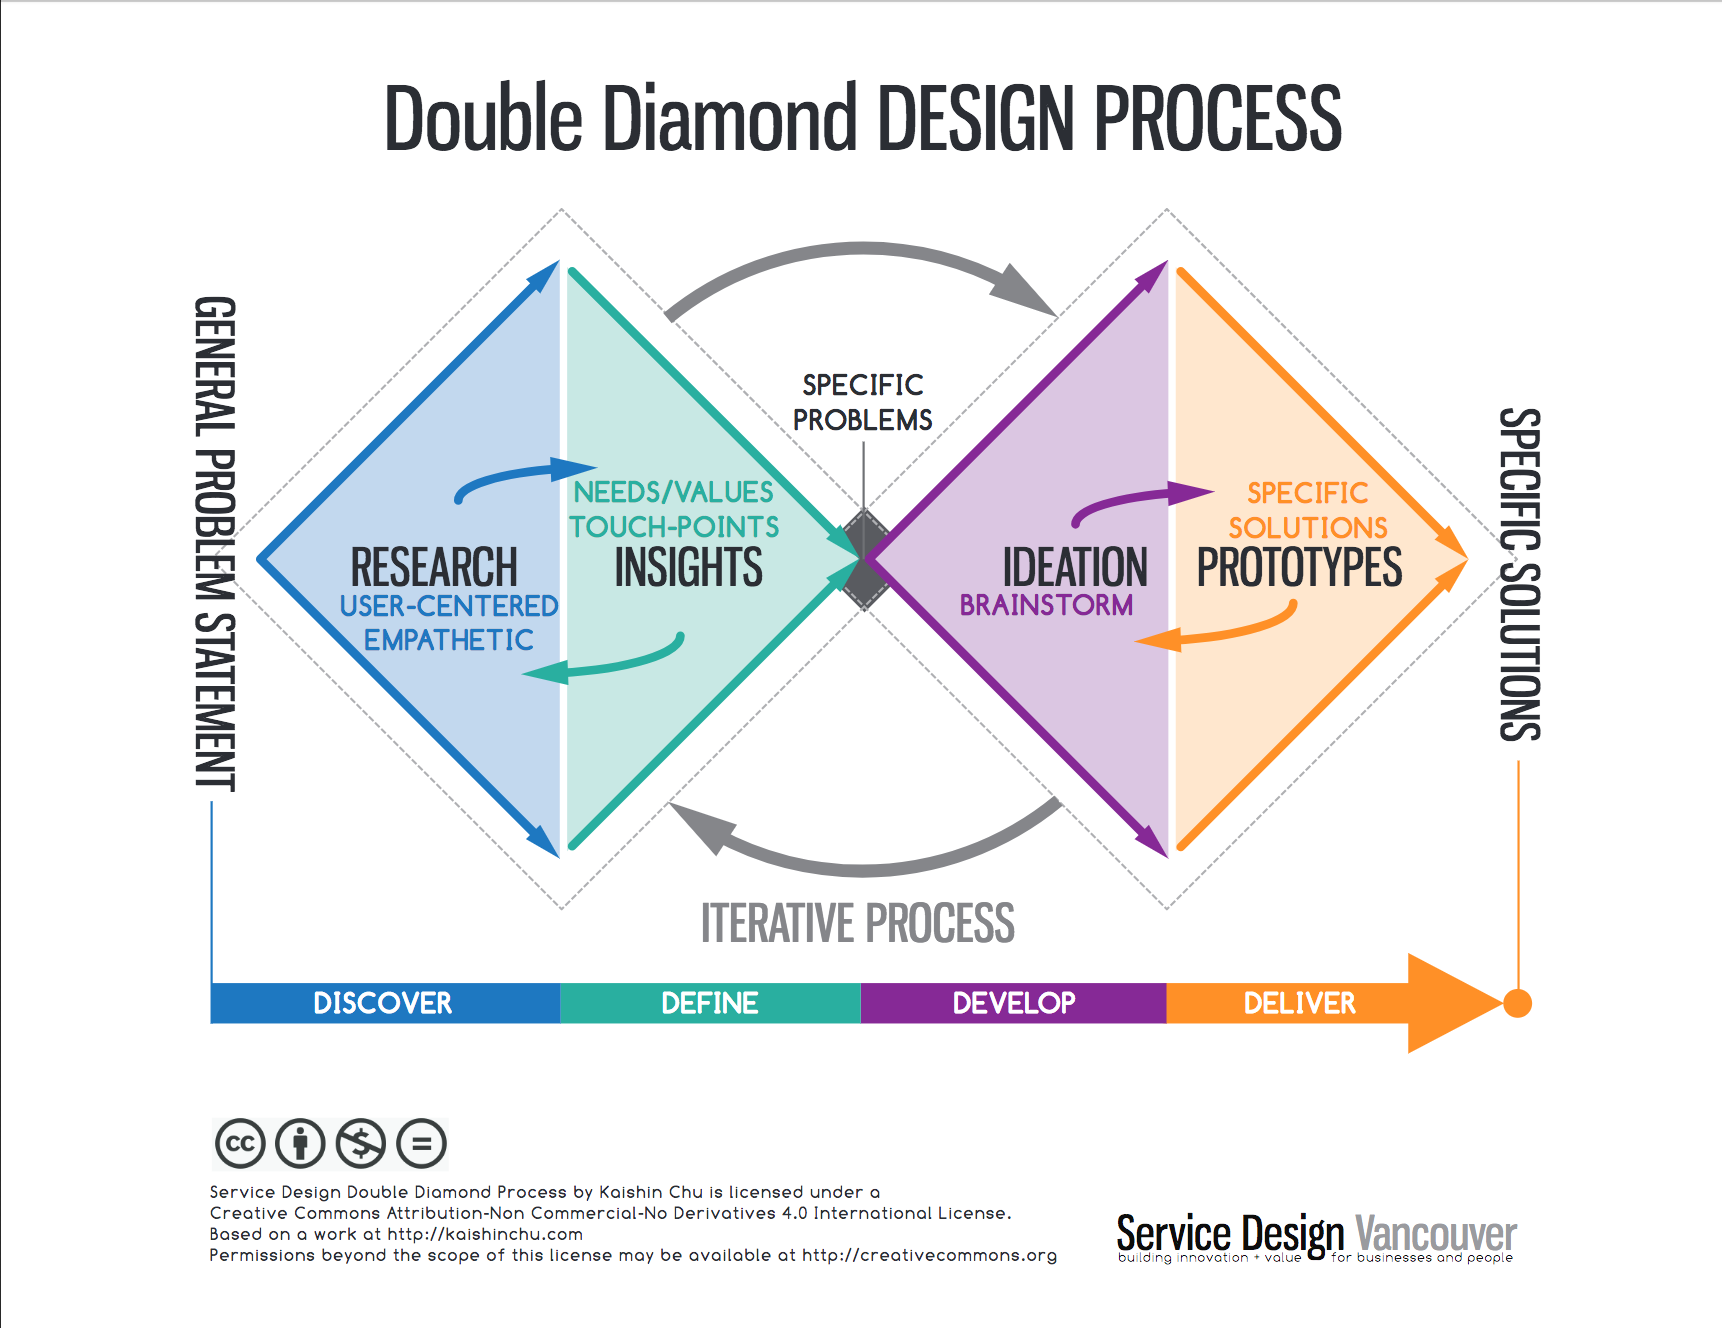 Double Diamond DESIGN PROCESS
GENERAL PROBLEM STATEMENT
SPECIFIC
PROBLEMS
NEEDS/VALUES
TOUCH-POINTS
RESEARCH
INSIGHTS
USER-CENTERED
EMPATHETIC
SPECIFIC
SOLUTIONS
IDEATION
PROTOTYPES
BRAINSTORM
SPECIFIC SOLUTIONS
ITERATIVE PROCESS
DISCOVER
DEFINE
DEVELOP
DELIVER
cc
$
=
Service Design Double Diamond Process by Kaishin Chu is licensed under a
Creative Commons Attribution-Non Commercial-No Derivatives 4.0 International License.
Based on a work at http://kaishinchu.com
Permissions beyond the scope of this license may be available at http://creativecommons.org
Service Design Vancouver
building innovation + value for businesses and people